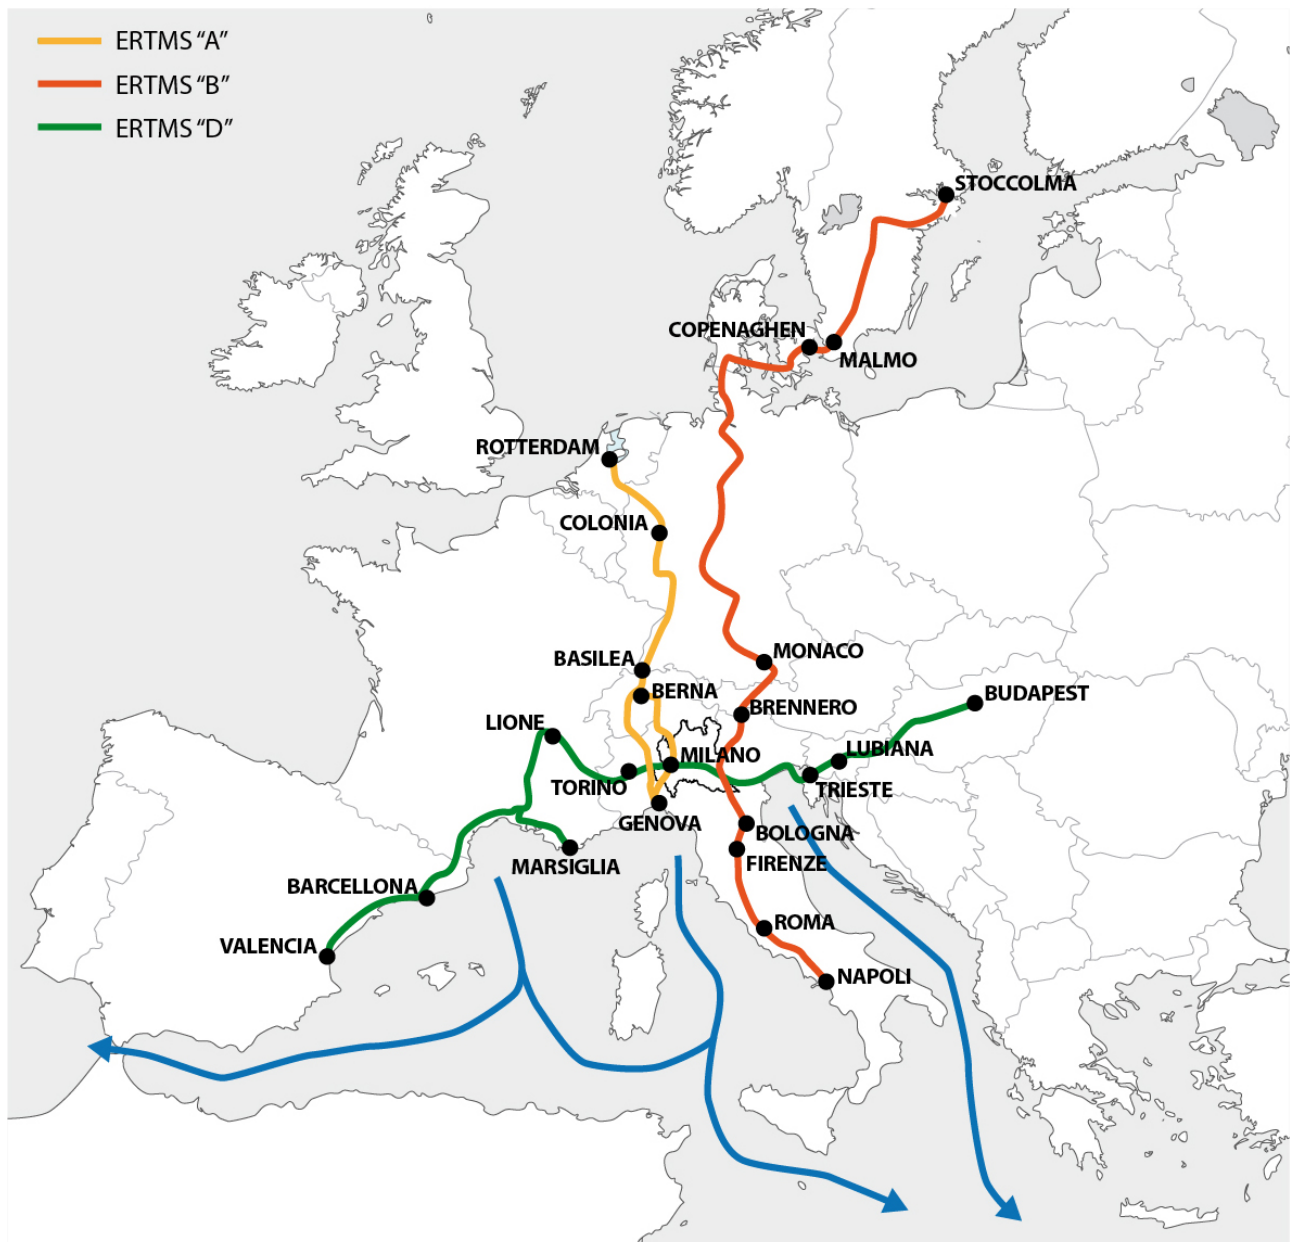 ERTMS “A”
ERTMS “B”
ERTMS “D”
STOCCOLMA
COPENAGHEN
MALMO
ROTTERDAM
COLONIA
BASILEA
MONACO
BERNA
BUDAPEST
BRENNERO
LIONE
LUBIANA
MILANO
TORINO
TRIESTE
GENOVA
BOLOGNA
FIRENZE
MARSIGLIA
BARCELLONA
ROMA
VALENCIA
NAPOLI